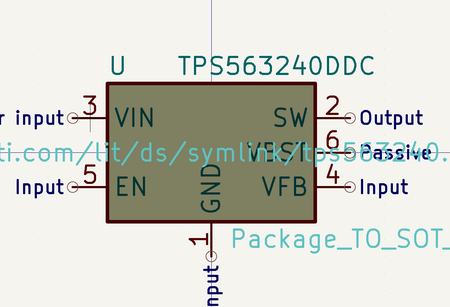 U TPS563240DDC
r input 3 VIN SW 2 Output
ti.com/lit/ds/symlink/tps563240. VBST 6 Passive
Input 5 EN GND VFB 4 Input
1 Package_TO_SOT_
nput